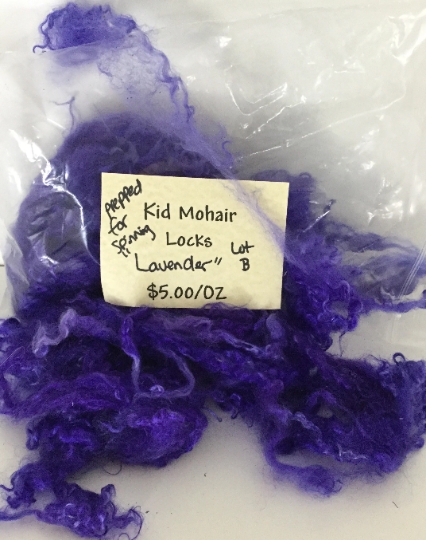 prepped
for
spinning
Kid Mohair
Locks
"Lavender"
Lot
B
$5.00/OZ